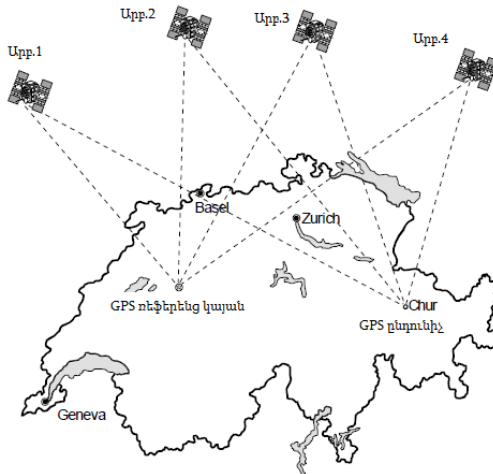 Արբ.1
Արբ.2
Արբ.3
Արբ.4
Basel
Zurich
GPS ռեֆերենց կայան
Chur
GPS ընդունիչ
Geneva